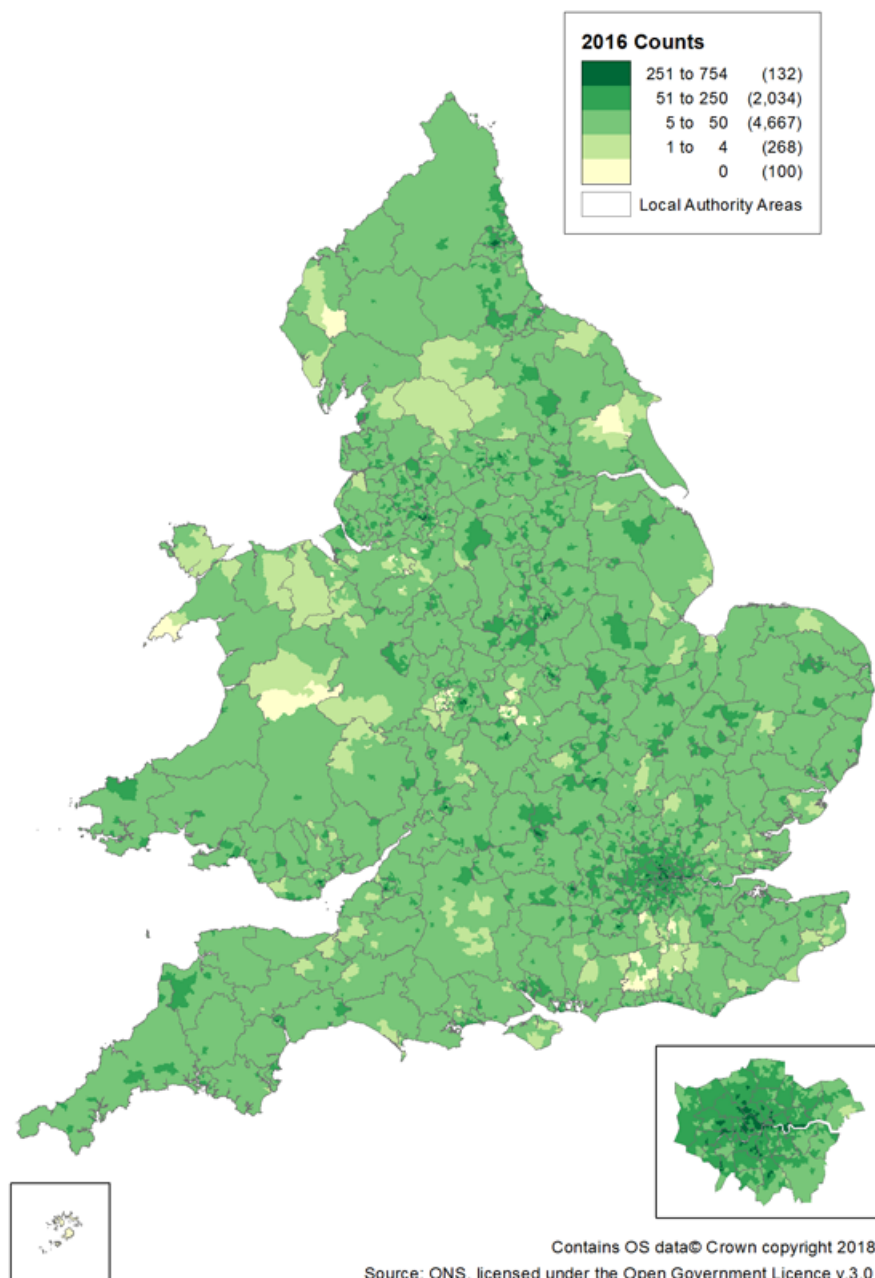 2016 Counts
251 to 754 (132)
51 to 250 (2,034)
5 to 50 (4,667)
1 to 4 (268)
0 (100)
Local Authority Areas
Contains OS data© Crown copyright 2018
Source: ONS, licensed under the Open Government Licence v.3.0